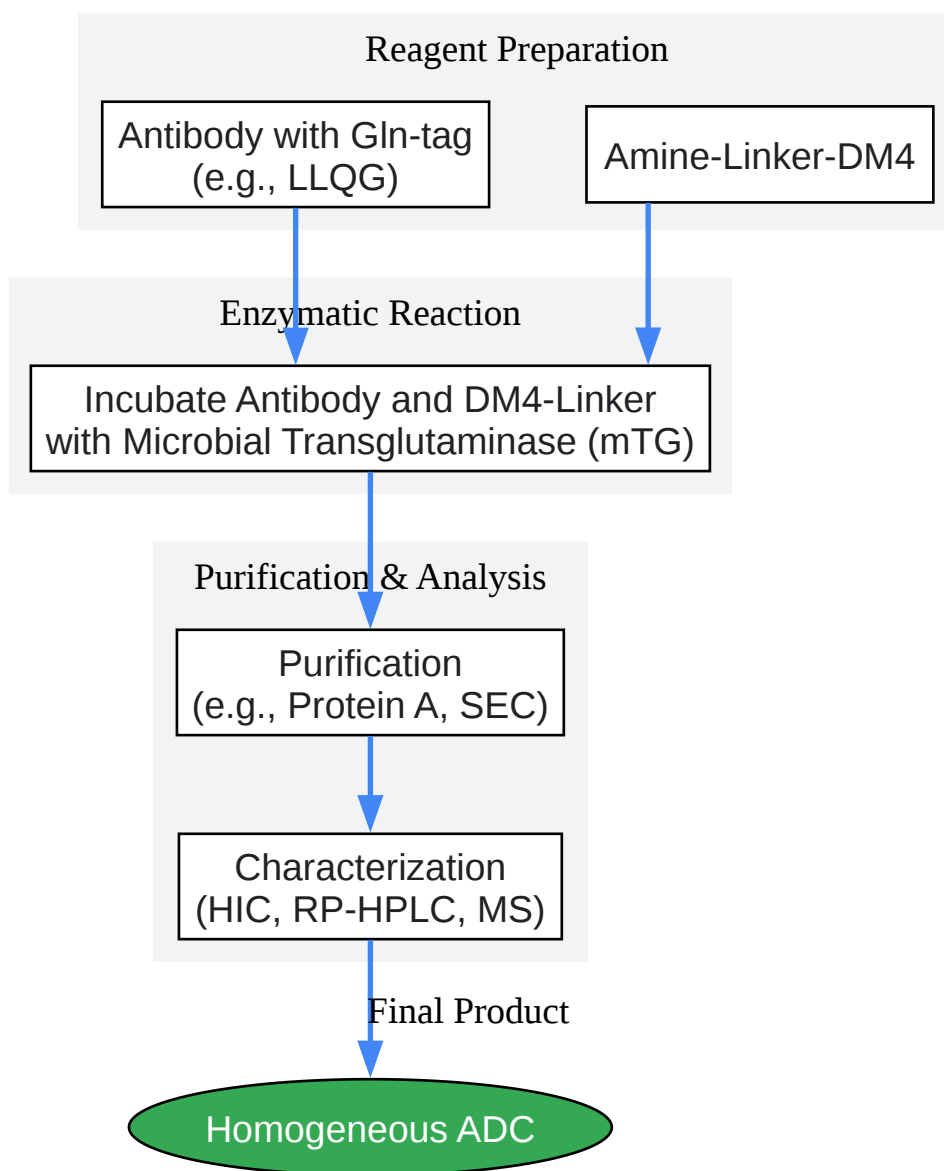 Reagent Preparation
Antibody with Gln-tag
(e.g., LLQG)
Amine-Linker-DM4
Enzymatic Reaction
Incubate Antibody and DM4-Linker
with Microbial Transglutaminase (mTG)
Purification & Analysis
Purification
(e.g., Protein A, SEC)
Characterization
(HIC, RP-HPLC, MS)
Final Product
Homogeneous ADC